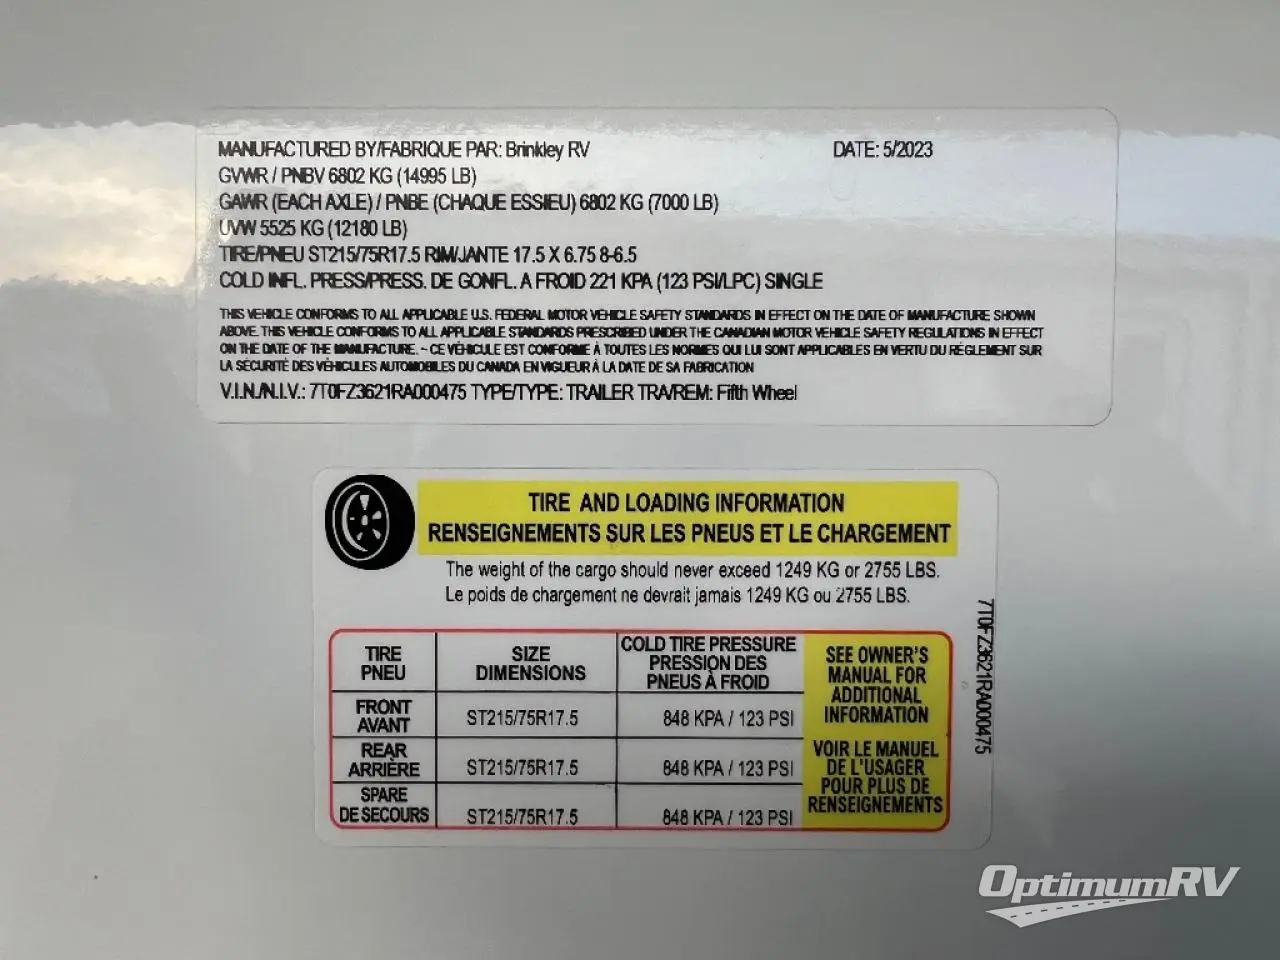 MANUFACTURED BY/FABRIQUE PAR: Brinkley RV DATE: 5/2023
GVWR / PNBV 6802 KG (14995 LB)
GAWR (EACH AXLE) / PNBE (CHAQUE ESSIEU) 6802 KG (7000 LB)
UVW 5525 KG (12180 LB)
TIRE/PNEU ST215/75R17.5 RIM/JANTE 17.5 X 6.75 8-6.5
COLD INFL. PRESS/PRESS. DE GONFL. A FROID 221 KPA (123 PSI/LPC) SINGLE
THIS VEHICLE CONFORMS TO ALL APPLICABLE U.S. FEDERAL MOTOR VEHICLE SAFETY STANDARDS IN EFFECT ON THE DATE OF MANUFACTURE SHOWN
ABOVE. THIS VEHICLE CONFORMS TO ALL APPLICABLE STANDARDS PRESCRIBED UNDER THE CANADIAN MOTOR VEHICLE SAFETY REGULATIONS IN EFFECT
ON THE DATE OF THE MANUFACTURE. ~ CE VÉHICULE EST CONFORME À TOUTES LES NORMES QUI LUI SONT APPLICABLES EN VERTU DU RÈGLEMENT SUR
LA SÉCURITÉ DES VÉHICULES AUTOMOBILES DU CANADA EN VIGUEUR À LA DATE DE SA FABRICATION
V.I.N./N.I.V.: 7T0FZ3621RA000475 TYPE/TYPE: TRAILER TRA/REM: Fifth Wheel
TIRE AND LOADING INFORMATION
RENSEIGNEMENTS SUR LES PNEUS ET LE CHARGEMENT
The weight of the cargo should never exceed 1249 KG or 2755 LBS.
Le poids de chargement ne devrait jamais 1249 KG ou 2755 LBS.
TIRE
PNEU
SIZE
DIMENSIONS
COLD TIRE PRESSURE
PRESSION DES
PNEUS À FROID
FRONT
AVANT
ST215/75R17.5
848 KPA / 123 PSI
REAR
ARRIÈRE
ST215/75R17.5
848 KPA / 123 PSI
SPARE
DE SECOURS
ST215/75R17.5
848 KPA / 123 PSI
SEE OWNER'S
MANUAL FOR
ADDITIONAL
INFORMATION
VOIR LE MANUEL
DE L'USAGER
POUR PLUS DE
RENSEIGNEMENTS
7T0FZ3621RA000475
OptimumRV